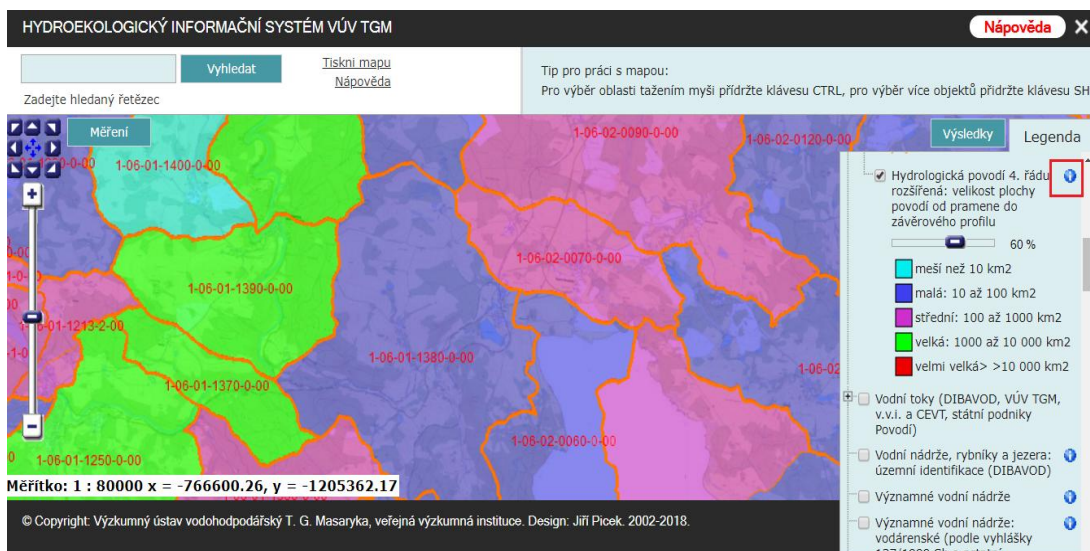 HYDROEKOLOGICKÝ INFORMAČNÍ SYSTÉM VÚV TGM
Nápověda
Vyhledat
Tiskni mapu
Nápověda
Zadejte hledaný řetězec
Tip pro práci s mapou:
Pro výběr oblasti tažením myši přídržte klávesu CTRL, pro výběr více objektů přidržte klávesu SH
Měření
Výsledky
Legenda
1-06-01-1400-0-00
1-06-02-0090-0-00
1-06-02-0120-0-00
1-06-02-0070-0-00
1-06-01-1390-0-00
1-06-01-1213-2-00
1-06-01-1380-0-00
1-06-02
1-06-01-1370-0-00
1-06-02-0060-0-00
1-06-01-1250-0-00
Hydrologická povodí 4. řádu
rozšířená: velikost plochy
povodí od pramene do
závěrového profilu
60 %
meší než 10 km2
malá: 10 až 100 km2
střední: 100 až 1000 km2
velká: 1000 až 10 000 km2
velmi velká> >10 000 km2
Vodní toky (DIBAVOD, VÚV TGM,
v.v.i. a CEVT, státní podniky
Povodí)
Vodní nádrže, rybníky a jezera:
územní identifikace (DIBAVOD)
Významné vodní nádrže
Významné vodní nádrže:
vodárenské (podle vyhlášky
Měřítko: 1 : 80000 x = -766600.26, y = -1205362.17
© Copyright: Výzkumný ústav vodohodpodářský T. G. Masaryka, veřejná výzkumná instituce. Design: Jiří Picek. 2002-2018.